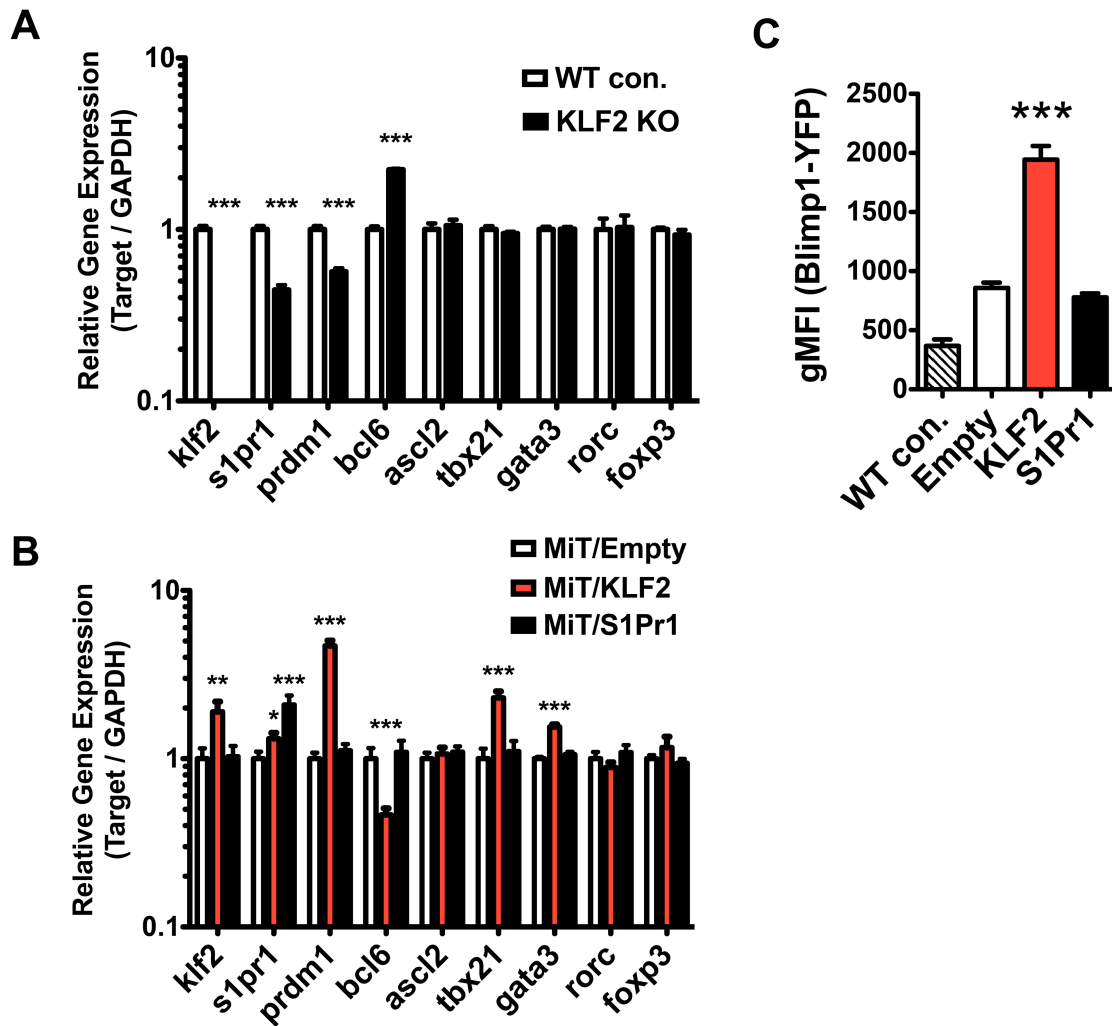 A
Relative Gene Expression
(Target / GAPDH)
10
1
0.1
WT con.
KLF2 KO
***
***
***
***
klf2
s1pr1
prdm1
bcl6
ascl2
tbx21
gata3
rorc
foxp3
C
gMFI (Blimp1-YFP)
2500
2000
1500
1000
500
0
***
WT con.
Empty
KLF2
S1Pr1
B
Relative Gene Expression
(Target / GAPDH)
10
1
0.1
MiT/Empty
MiT/KLF2
MiT/S1Pr1
**
*
***
***
***
***
***
klf2
s1pr1
prdm1
bcl6
ascl2
tbx21
gata3
rorc
foxp3